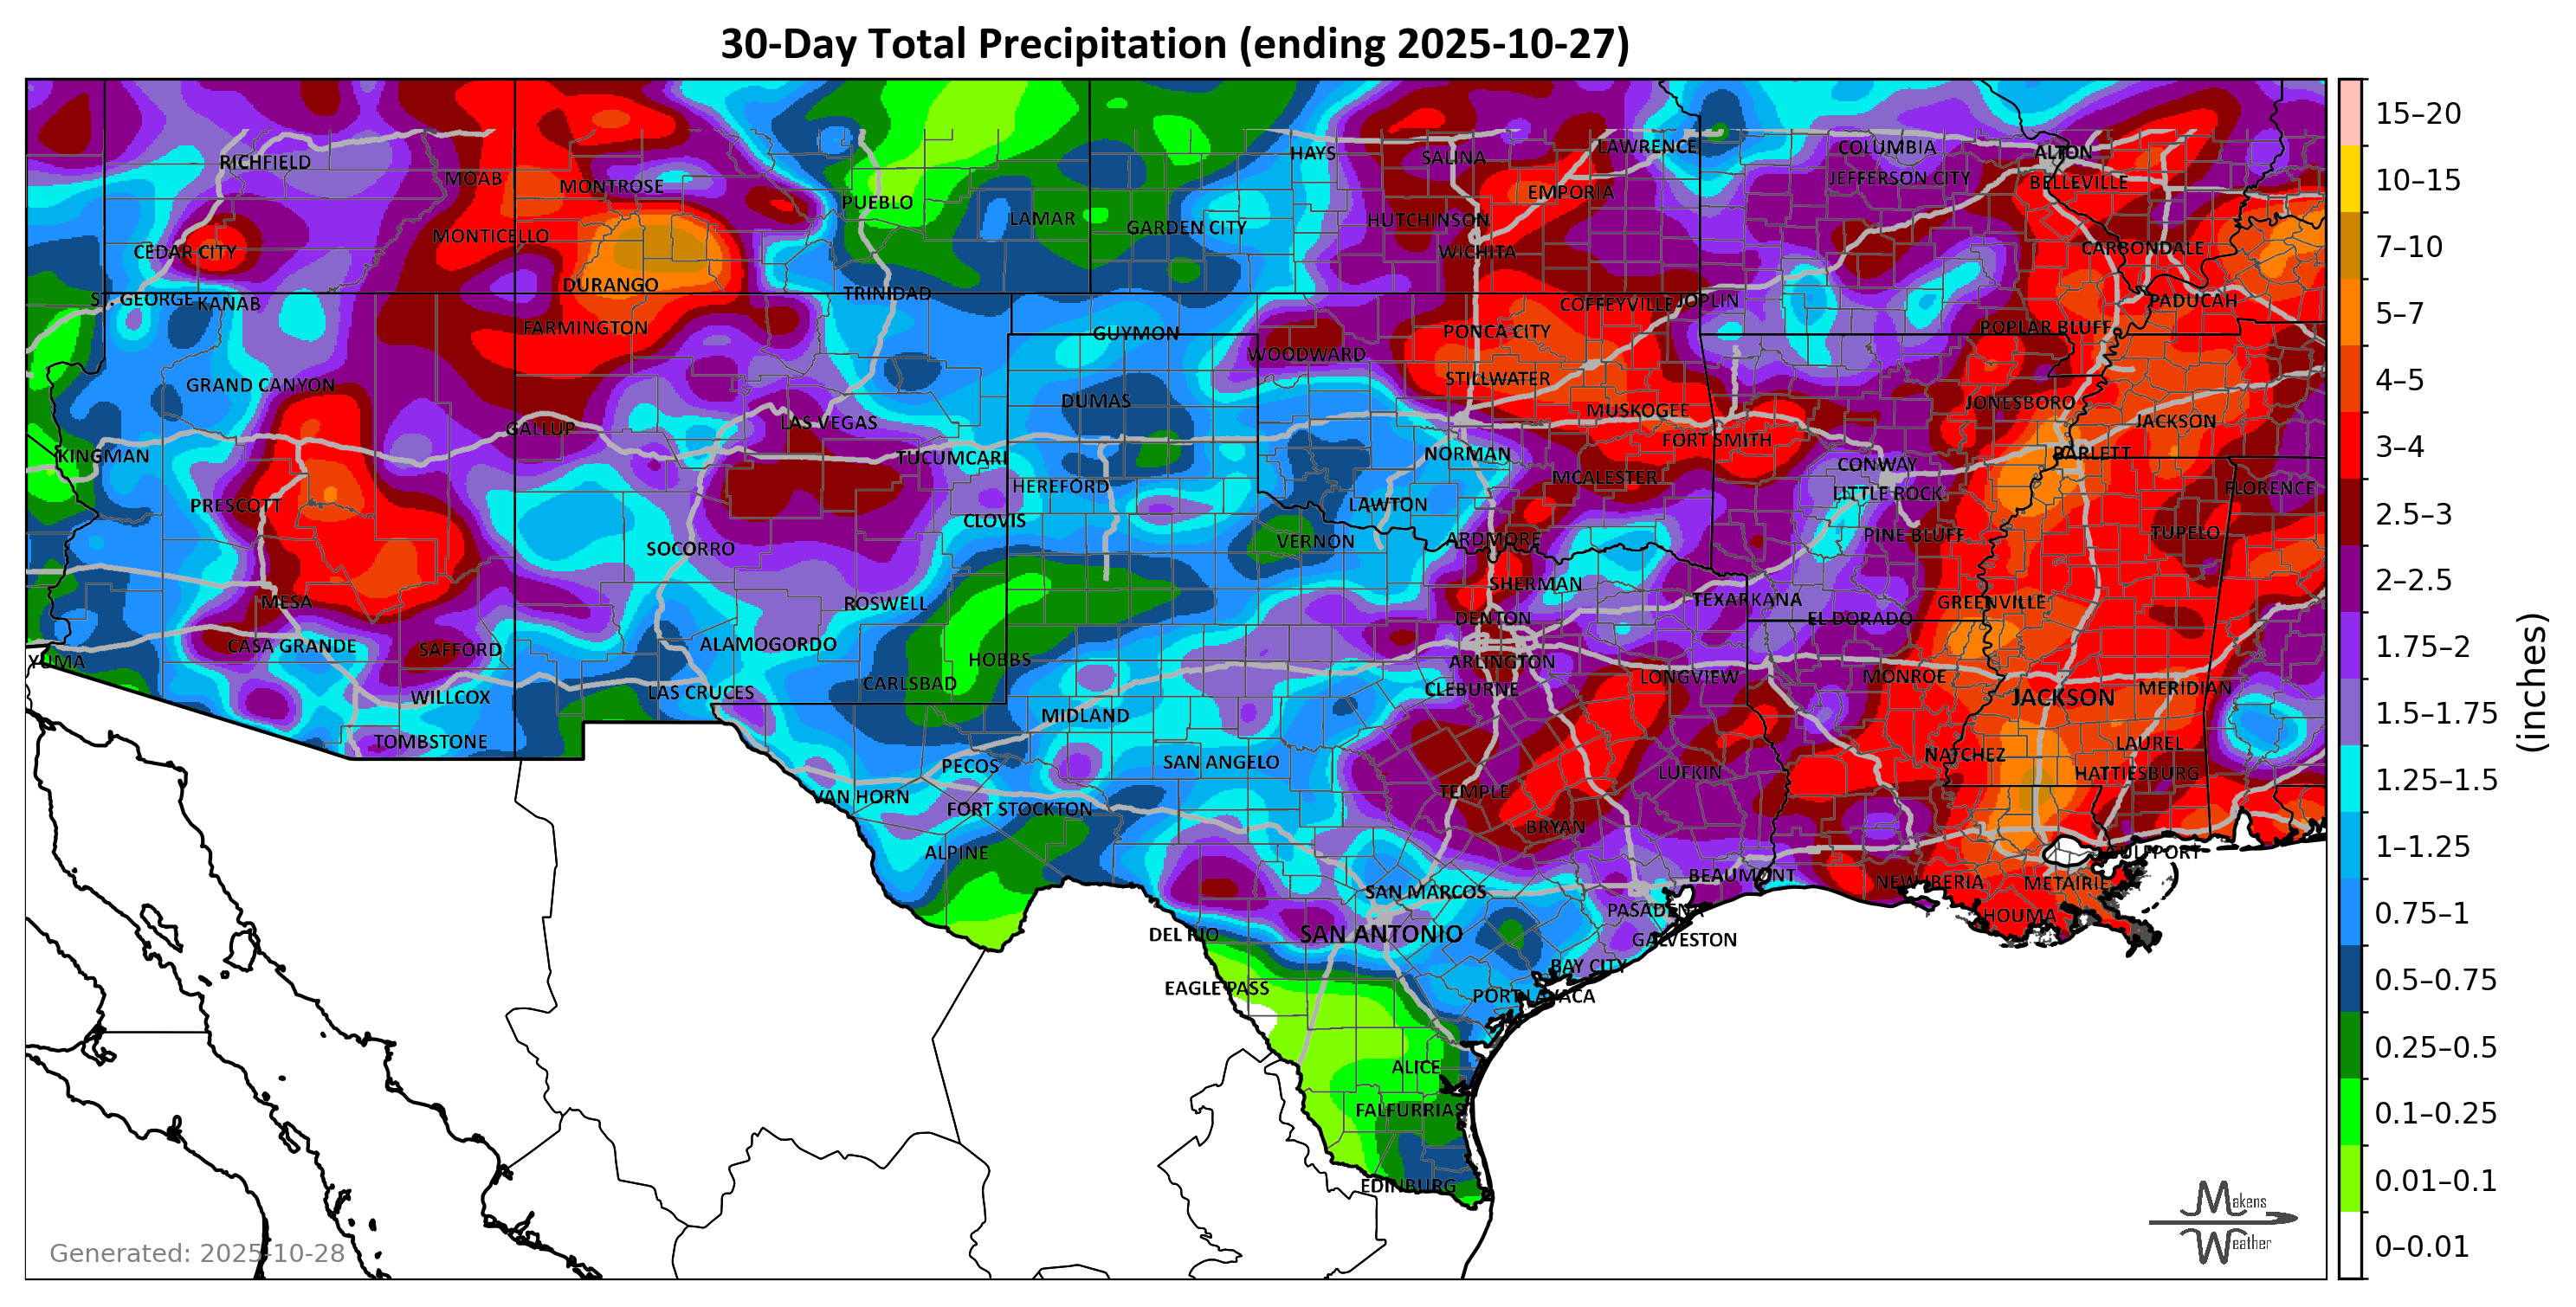 30-Day Total Precipitation (ending 2025-10-27)
RICHFIELD
MOAB
MONTROSE
PUEBLO
LAMAR
GARDEN CITY
HAYS
SALINA
LAWRENCE
EMPORIA
HUTCHINSON
WICHITA
COLUMBIA
JEFFERSON CITY
ALTON
BELLEVILLE
CARBONDALE
PADUCAH
CEDAR CITY
MONTICELLO
DURANGO
TRINIDAD
ST. GEORGE
KANAB
FARMINGTON
GUYMON
COFFEYVILLE
JOPLIN
PONCA CITY
POPLAR BLUFF
WOODWARD
STILLWATER
GRAND CANYON
DUMAS
MUSKOGEE
JONESBORO
JACKSON
GALLUP
LAS VEGAS
FORT SMITH
KINGMAN
TUCUMCARI
NORMAN
CONWAY
BARLETT
MCALESTER
HEREFORD
LITTLE ROCK
FLORENCE
PRESCOTT
CLOVIS
LAWTON
PINE BLUFF
TUPELO
SOCORRO
VERNON
ARDMORE
SHERMAN
MESA
ROSWELL
DENTON
TEXARKANA
EL DORADO
GREENVILLE
CASA GRANDE
SAFFORD
ALAMOGORDO
HOBBS
ARLINGTON
YUMA
CARLSBAD
CLEBURNE
LONGVIEW
MONROE
JACKSON
MERIDIAN
WILLCOX
LAS CRUCES
MIDLAND
TOMBSTONE
PECOS
SAN ANGELO
NATCHEZ
LAUREL
LUFKIN
HATTIESBURG
VAN HORN
FORT STOCKTON
TEMPLE
BRYAN
ALPINE
GULFPORT
BEAUMONT
NEW IBERIA
METAIRIE
SAN MARCOS
PASADENA
HOUMA
DEL RIO
SAN ANTONIO
GALVESTON
BAY CITY
EAGLE PASS
PORT LAVACA
ALICE
FALFURRIAS
EDINBURG
15–20
10–15
7–10
5–7
4–5
3–4
2.5–3
2–2.5
1.75–2
1.5–1.75
1.25–1.5
1–1.25
0.75–1
0.5–0.75
0.25–0.5
0.1–0.25
0.01–0.1
0–0.01
(inches)
Generated: 2025-10-28
Makens
Weather